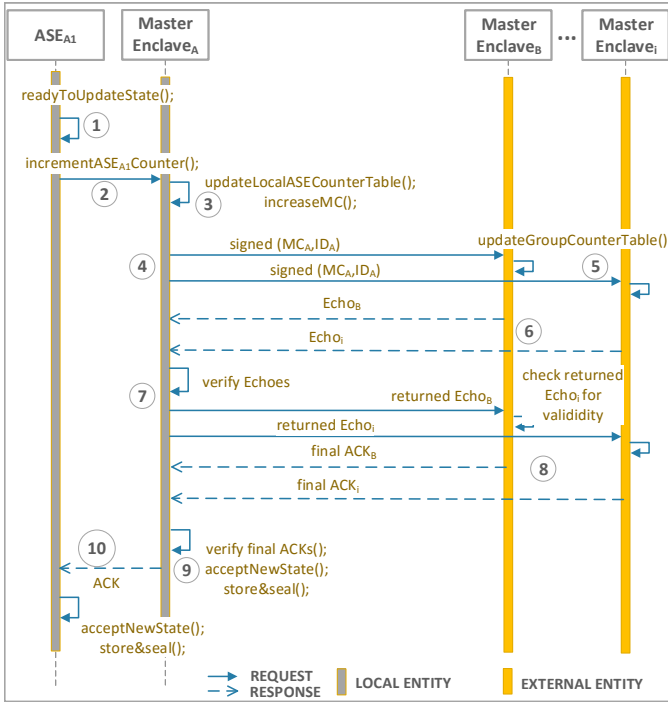 ASEA1
Master
EnclaveA
Master
EnclaveB
...
Master
Enclavei
readyToUpdateState();
1
incrementASEA1Counter();
2
updateLocalASECounterTable();
3
increaseMC();
signed (MCA,IDA)
updateGroupCounterTable()
4
signed (MCA,IDA)
5
EchoB
6
Echoi
verify Echoes
7
check returned
Echoi for
valididity
returned EchoB
returned Echoi
final ACKB
8
final ACKi
10
verify final ACKs();
9
acceptNewState();
ACK
store&seal();
acceptNewState();
store&seal();
REQUEST
RESPONSE
LOCAL ENTITY
EXTERNAL ENTITY